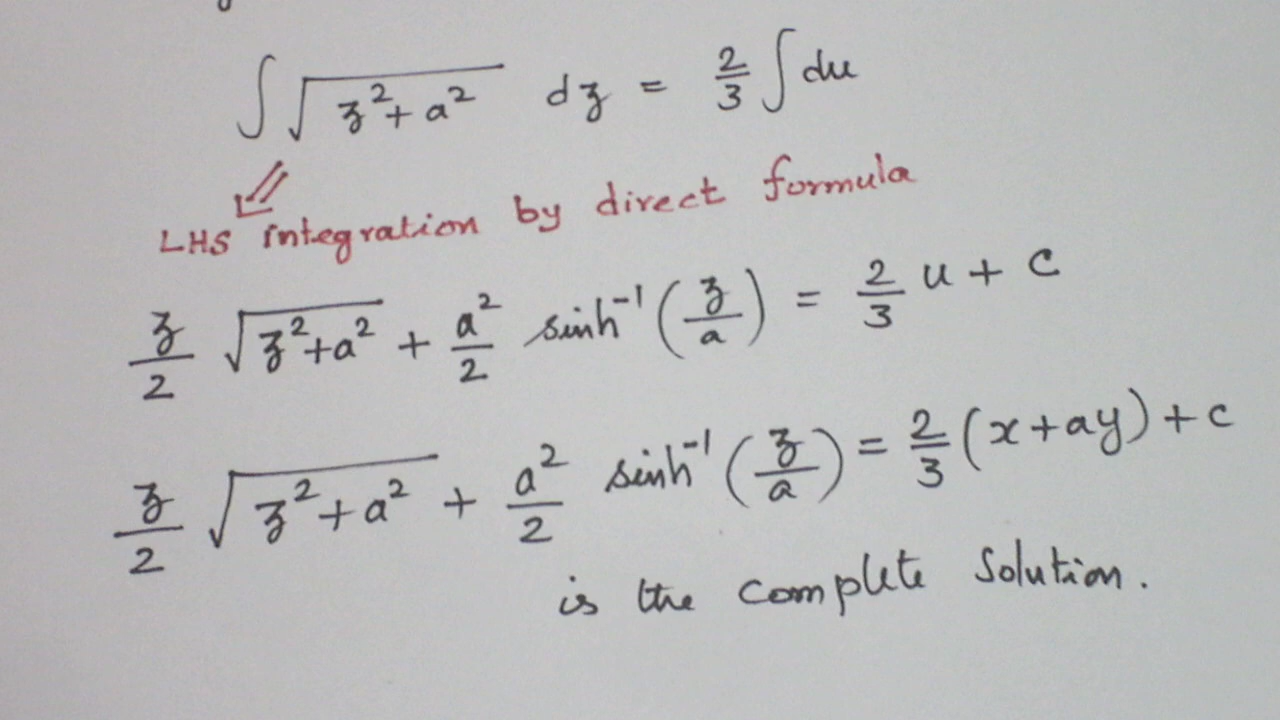 ∫ √(z² + a²) dz = 2/3 ∫ du
LHS integration by direct formula
z/2 √(z² + a²) + a²/2 sinh⁻¹(z/a) = 2/3 u + c
z/2 √(z² + a²) + a²/2 sinh⁻¹(z/a) = 2/3 (x + ay) + c
is the complete solution.